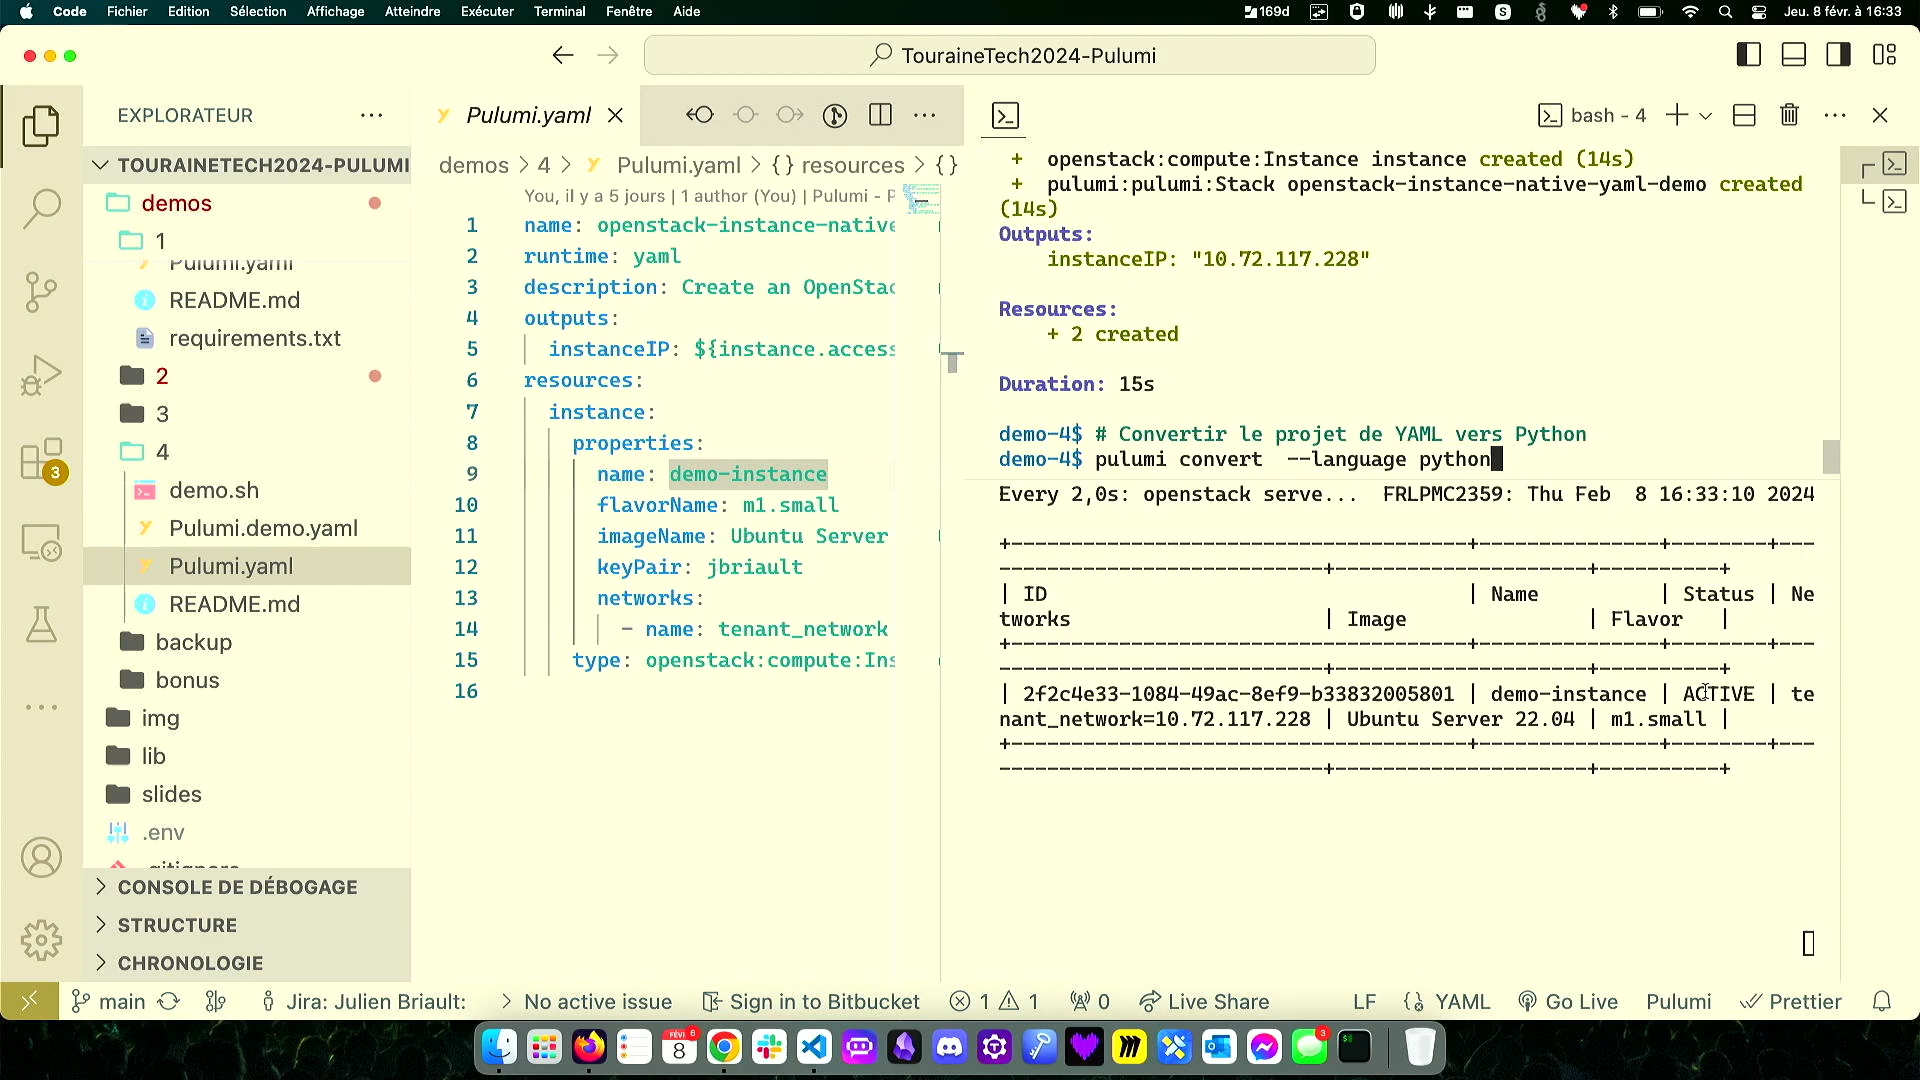 Code Fichier Edition Sélection Affichage Atteindre Exécuter Terminal Fenêtre Aide 169d Jeu. 8 févr. à 16:33
TouraineTech2024-Pulumi
EXPLORATEUR
TOURAINETECH2024-PULUMI
demos
1
Pulumi.yaml
README.md
requirements.txt
2
3
4
demo.sh
Pulumi.demo.yaml
Pulumi.yaml
README.md
backup
bonus
img
lib
slides
.env
.gitignore
CONSOLE DE DÉBOGAGE
STRUCTURE
CHRONOLOGIE
3
Pulumi.yaml
demos > 4 > Pulumi.yaml > {} resources > {}
You, il y a 5 jours | 1 author (You) | Pulumi - P
1 name: openstack-instance-native
2 runtime: yaml
3 description: Create an OpenStac
4 outputs:
5 instanceIP: ${instance.access
6 resources:
7 instance:
8 properties:
9 name: demo-instance
10 flavorName: m1.small
11 imageName: Ubuntu Server
12 keyPair: jbriault
13 networks:
14 - name: tenant_network
15 type: openstack:compute:Ins
16
bash - 4
+ openstack:compute:Instance instance created (14s)
+ pulumi:pulumi:Stack openstack-instance-native-yaml-demo created
(14s)
Outputs:
instanceIP: "10.72.117.228"
Resources:
+ 2 created
Duration: 15s
demo-4$ # Convertir le projet de YAML vers Python
demo-4$ pulumi convert --language python
Every 2,0s: openstack serve... FRLPMC2359: Thu Feb 8 16:33:10 2024
+--------------------------------------+---------------+--------+---
---------------------------+---------------------+----------+
| ID | Name | Status | Ne
tworks | Image | Flavor |
+--------------------------------------+---------------+--------+---
---------------------------+---------------------+----------+
| 2f2c4e33-1084-49ac-8ef9-b33832005801 | demo-instance | ACTIVE | te
nant_network=10.72.117.228 | Ubuntu Server 22.04 | m1.small |
+--------------------------------------+---------------+--------+---
---------------------------+---------------------+----------+
main Jira: Julien Briault: No active issue Sign in to Bitbucket 1 1 0 Live Share LF {} YAML Go Live Pulumi Prettier
FÉVR. 8 6 3